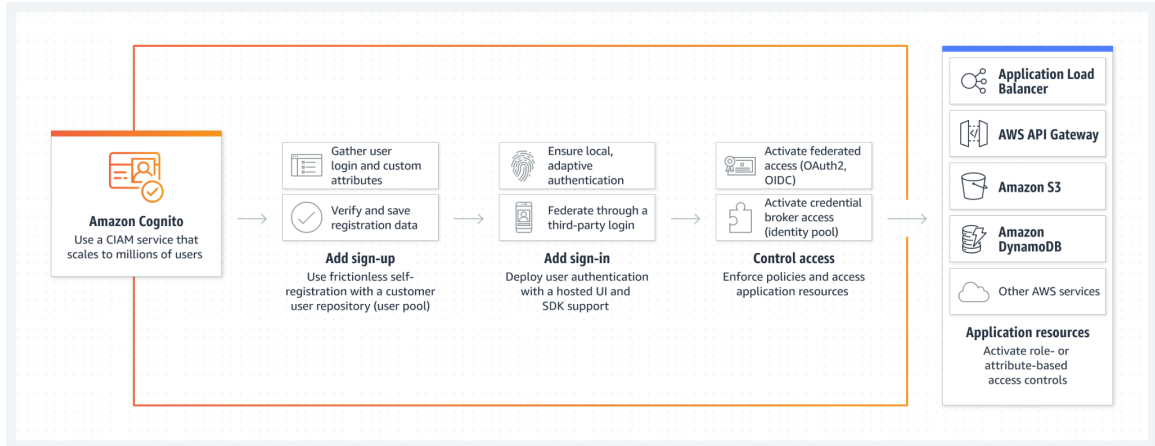 Amazon Cognito
Use a CIAM service that
scales to millions of users
Gather user
login and custom
attributes
Verify and save
registration data
Add sign-up
Use frictionless self-
registration with a customer
user repository (user pool)
Ensure local,
adaptive
authentication
Federate through a
third-party login
Add sign-in
Deploy user authentication
with a hosted UI and
SDK support
Activate federated
access (OAuth2,
OIDC)
Activate credential
broker access
(identity pool)
Control access
Enforce policies and access
application resources
Application Load
Balancer
AWS API Gateway
Amazon S3
Amazon
DynamoDB
Other AWS services
Application resources
Activate role- or
attribute-based
access controls